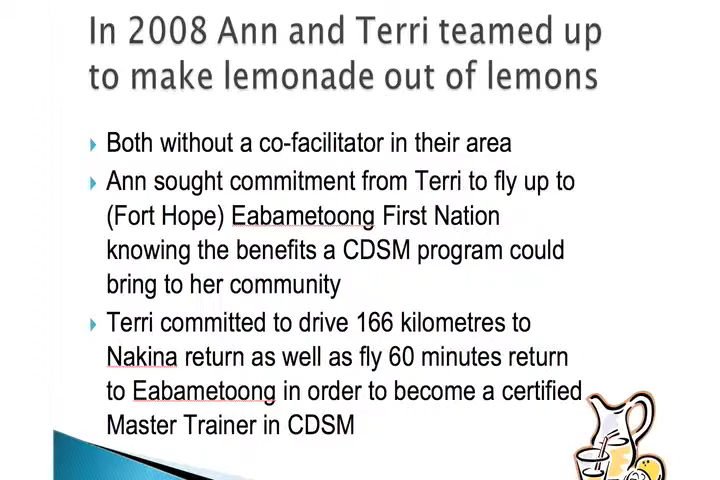 In 2008 Ann and Terri teamed up
to make lemonade out of lemons
Both without a co-facilitator in their area
Ann sought commitment from Terri to fly up to
(Fort Hope) Eabametoong First Nation
knowing the benefits a CDSM program could
bring to her community
Terri committed to drive 166 kilometres to
Nakina return as well as fly 60 minutes return
to Eabametoong in order to become a certified
Master Trainer in CDSM